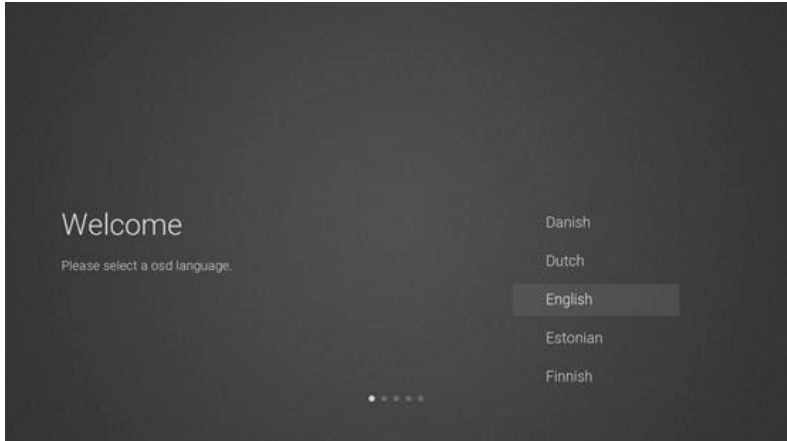 Welcome
Please select a osd language.
Danish
Dutch
English
Estonian
Finnish